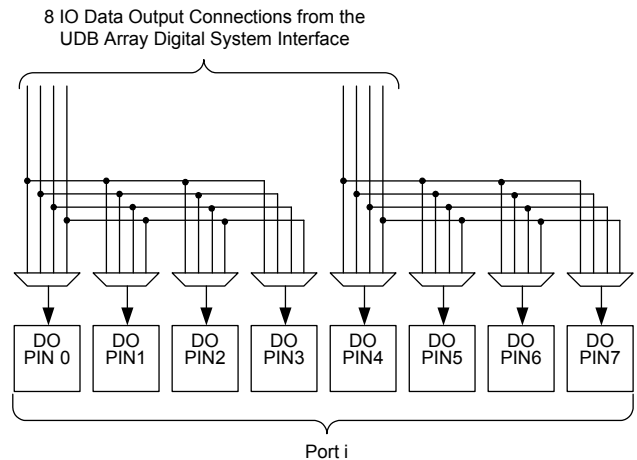 8 IO Data Output Connections from the
UDB Array Digital System Interface
DO
PIN 0
DO
PIN1
DO
PIN2
DO
PIN3
DO
PIN4
DO
PIN5
DO
PIN6
DO
PIN7
Port i